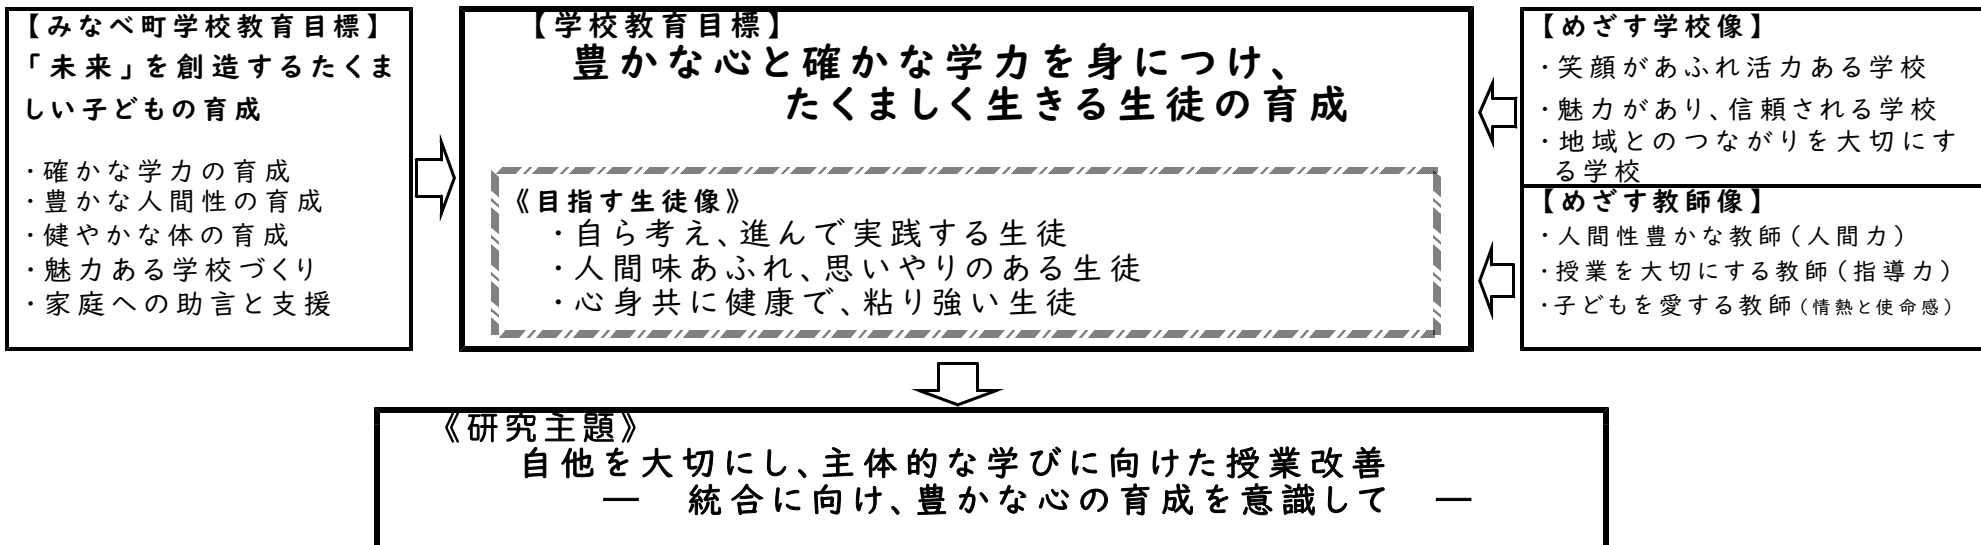 【みなべ町学校教育目標】
「未来」を創造するたくま
しい子どもの育成
・確かな学力の育成
・豊かな人間性の育成
・健やかな体の育成
・魅力ある学校づくり
・家庭への助言と支援
【学校教育目標】
豊かな心と確かな学力を身につけ、
たくましく生きる生徒の育成
《目指す生徒像》
・自ら考え、進んで実践する生徒
・人間味あふれ、思いやりのある生徒
・心身共に健康で、粘り強い生徒
【めざす学校像】
・笑顔があふれ活力ある学校
・魅力があり、信頼される学校
・地域とのつながりを大切にす
る学校
【めざす教師像】
・人間性豊かな教師（人間力）
・授業を大切にする教師（指導力）
・子どもを愛する教師（情熱と使命感）
《研究主題》
自他を大切にし、主体的な学びに向けた授業改善
― 統合に向け、豊かな心の育成を意識して ―